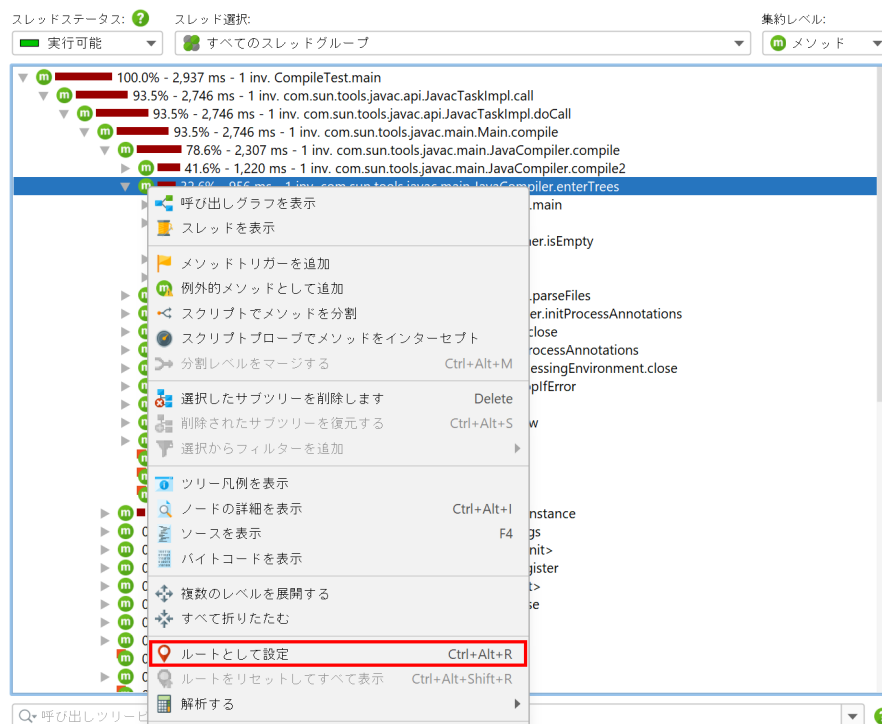 スレッドステータス: ? スレッド選択: 集約レベル:
実行可能 すべてのスレッドグループ m メソッド
m 100.0% - 2,937 ms - 1 inv. CompileTest.main
m 93.5% - 2,746 ms - 1 inv. com.sun.tools.javac.api.JavacTaskImpl.call
m 93.5% - 2,746 ms - 1 inv. com.sun.tools.javac.api.JavacTaskImpl.doCall
m 93.5% - 2,746 ms - 1 inv. com.sun.tools.javac.main.Main.compile
m 78.6% - 2,307 ms - 1 inv. com.sun.tools.javac.main.JavaCompiler.compile
m 41.6% - 1,220 ms - 1 inv. com.sun.tools.javac.main.JavaCompiler.compile2
m 32.6% - 956 ms - 1 inv. com.sun.tools.javac.main.JavaCompiler.enterTrees
呼び出しグラフを表示 .main
スレッドを表示
er.isEmpty
メソッドトリガーを追加
例外的メソッドとして追加 .parseFiles
スクリプトでメソッドを分割 er.initProcessAnnotations
スクリプトプローブでメソッドをインターセプト close
rocessAnnotations
分割レベルをマージする Ctrl+Alt+M essingEnvironment.close
pIfError
選択したサブツリーを削除します Delete
削除されたサブツリーを復元する Ctrl+Alt+S w
選択からフィルターを追加
ツリー凡例を表示
ノードの詳細を表示 Ctrl+Alt+I nstance
ソースを表示 F4 gs
バイトコードを表示 nit>
ister
複数のレベルを展開する t>
すべて折りたたむ se
ルートとして設定 Ctrl+Alt+R
ルートをリセットしてすべて表示 Ctrl+Alt+Shift+R
解析する
呼び出しツリービ